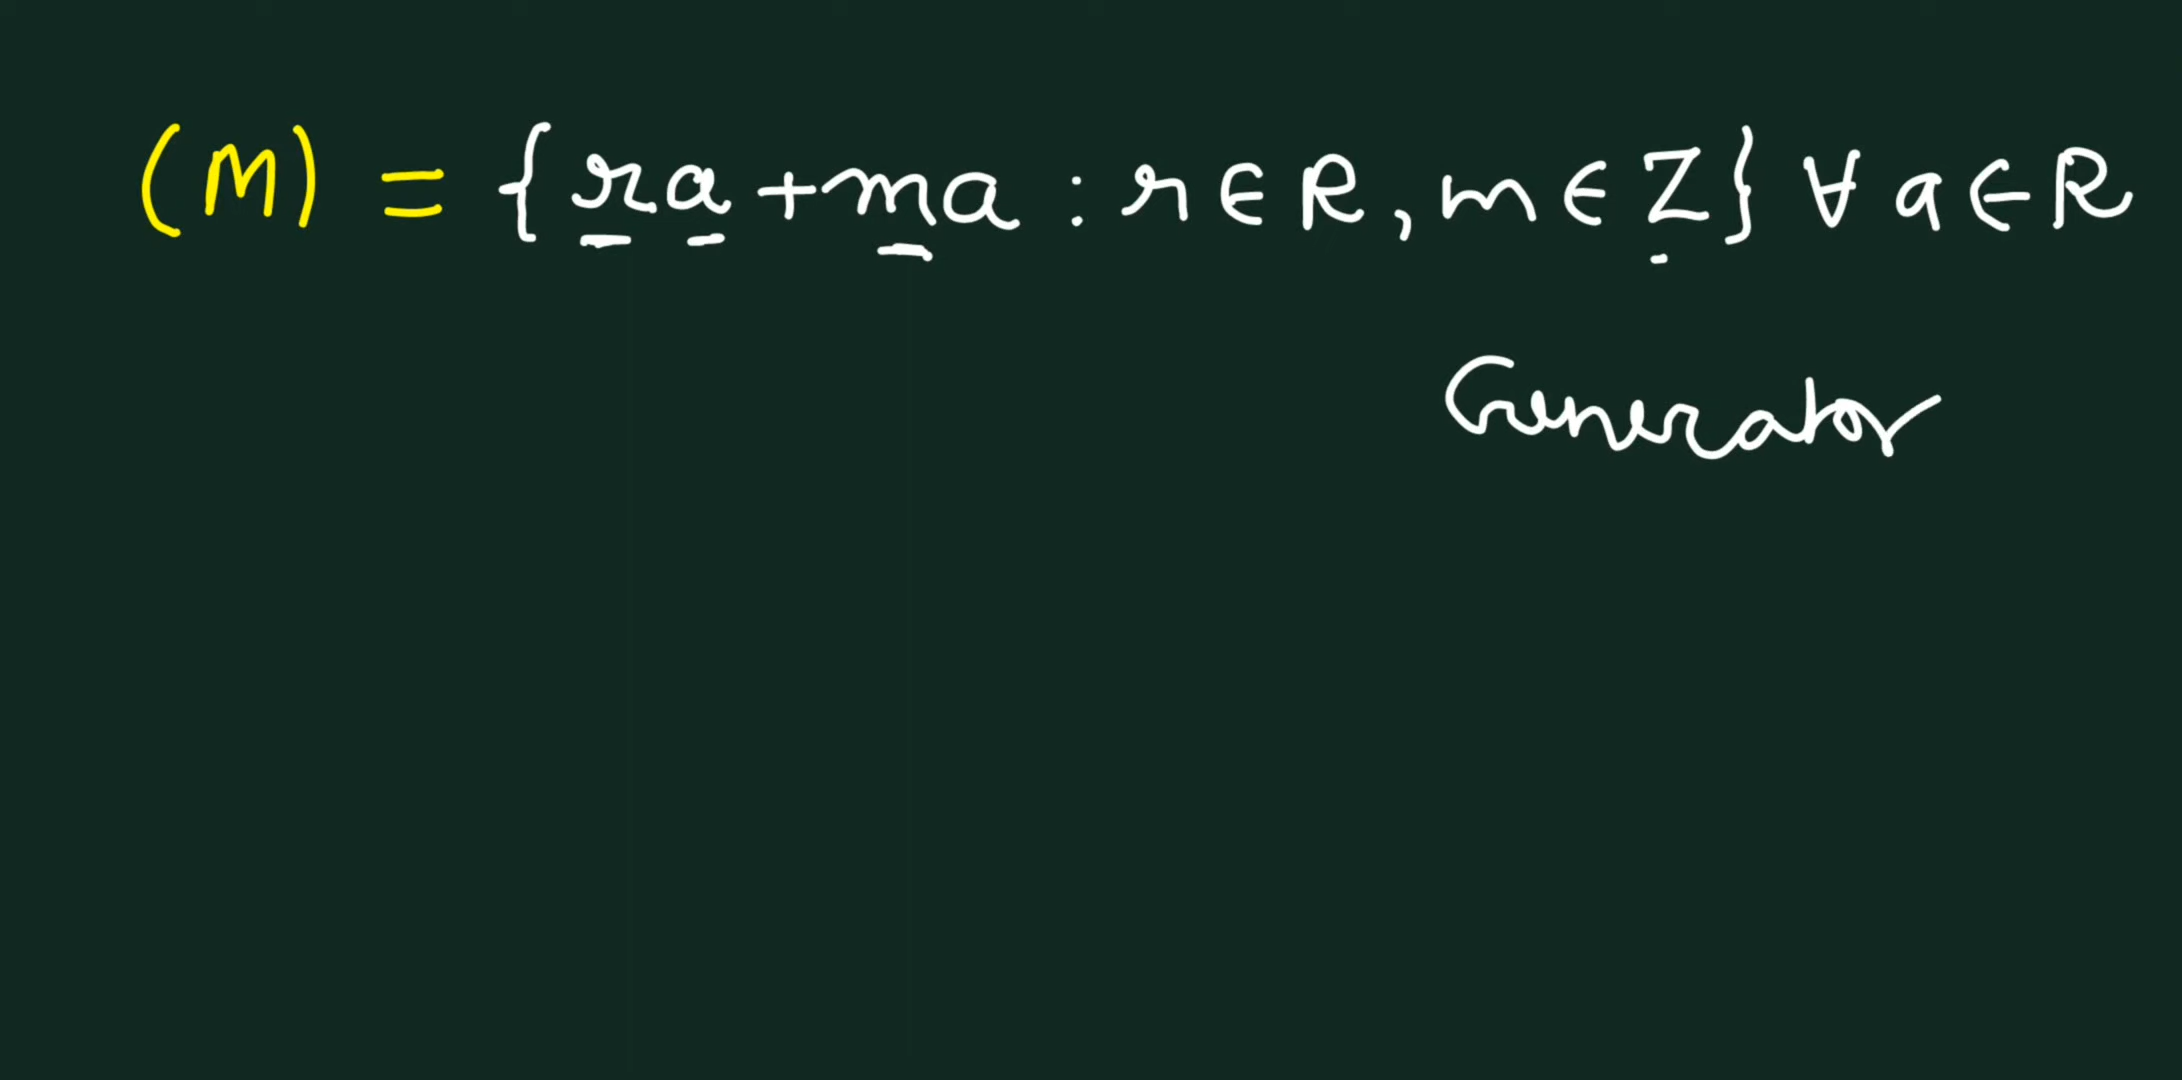 (M) = {ra + ma : r ∈ R, m ∈ Z} ∀ a ∈ R
Generator